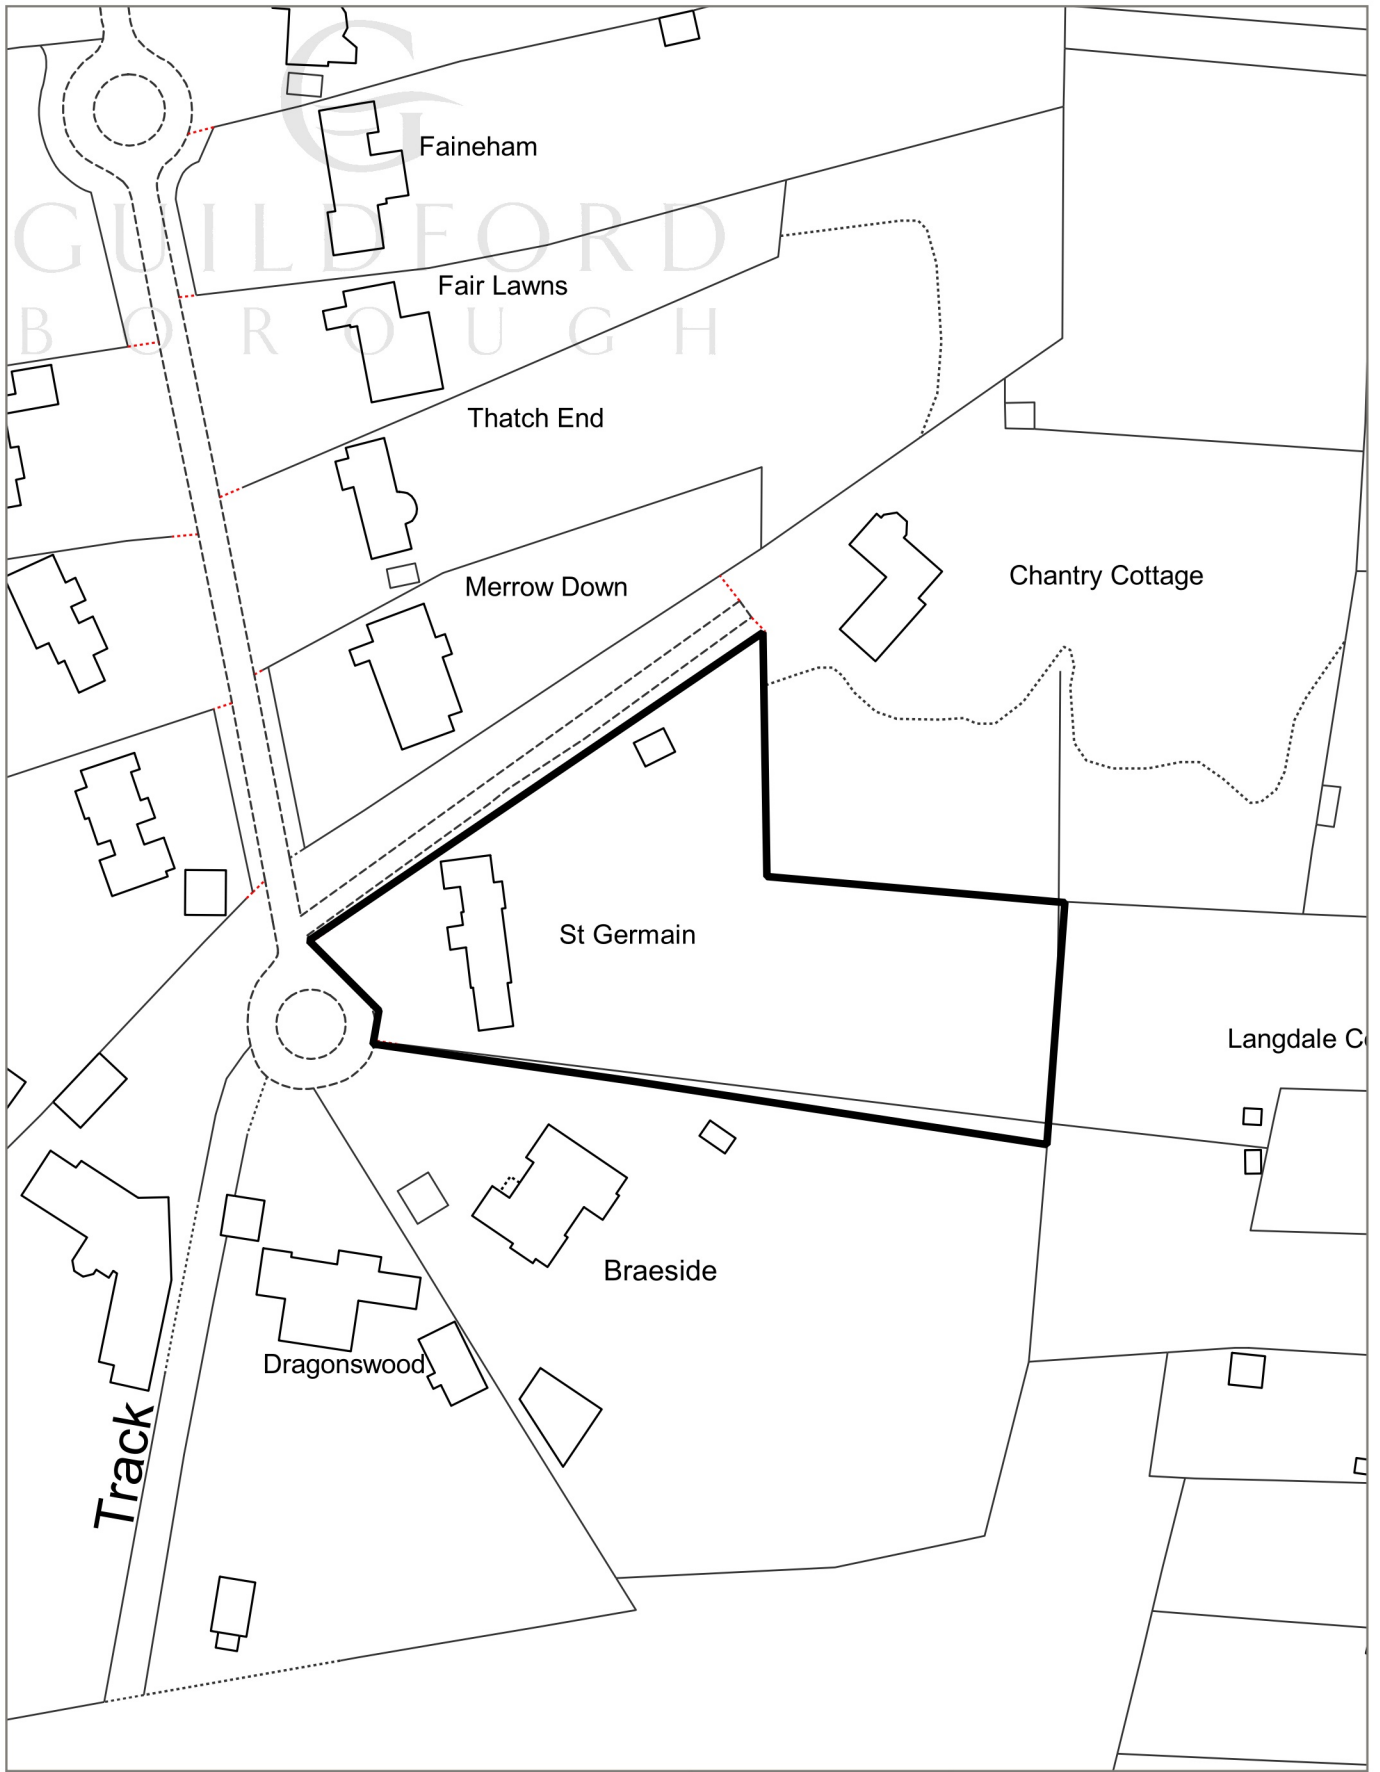 GUILDFORD
BOROUGH
Faineham
Fair Lawns
Thatch End
Merrow Down
Chantry Cottage
St Germain
Langdale C
Braeside
Dragonswood
Track